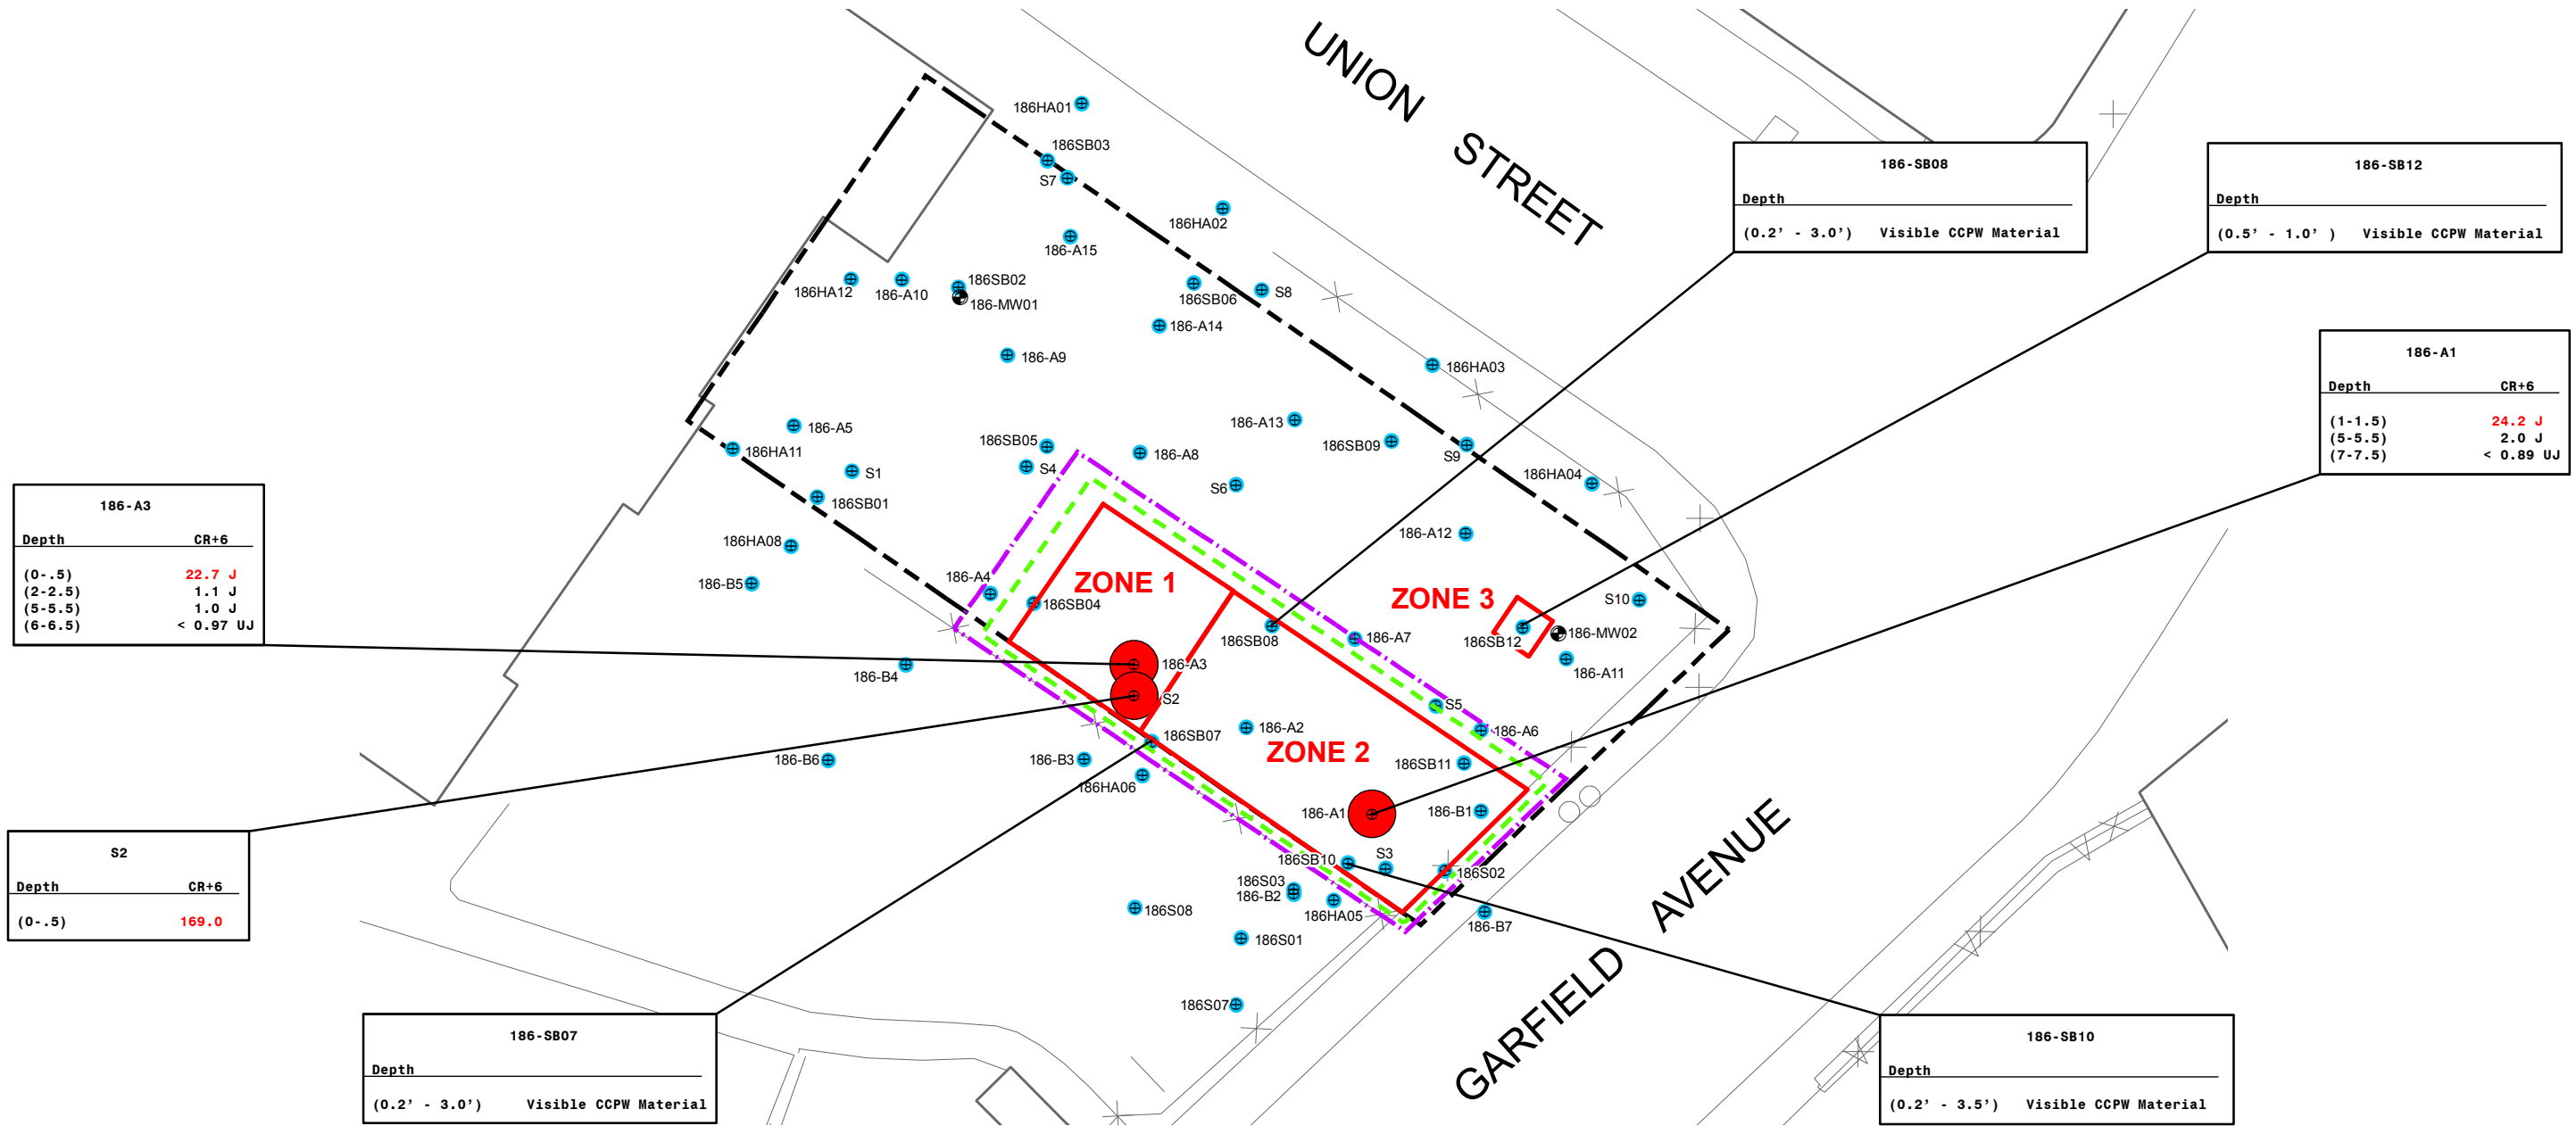 UNION STREET
186HA01
186SB03
S7
186HA02
186-A15
186HA12
186-A10
186SB02
186-MW01
186SB06
S8
186-A14
186-A9
186HA03
186-A5
186HA11
S1
186SB01
186SB05
S4
186-A8
186-A13
186SB09
S9
S6
186HA04
186-A12
186HA08
186-B5
186-A4
186SB04
ZONE 1
ZONE 3
S10
186SB12
186-MW02
186-A11
186SB08
186-A7
186-B4
186-A3
S2
S5
186-A6
186-A2
ZONE 2
186SB07
186-B6
186-B3
186HA06
186SB11
186-A1
186-B1
S3
186SB10
186S02
186S03
186-B2
186HA05
186-B7
186S08
186S01
186S07
GARFIELD AVENUE
186-SB08
Depth
(0.2' - 3.0') Visible CCPW Material
186-SB12
Depth
(0.5' - 1.0' ) Visible CCPW Material
186-A1
Depth CR+6
(1-1.5) 24.2 J
(5-5.5) 2.0 J
(7-7.5) < 0.89 UJ
186-A3
Depth CR+6
(0-.5) 22.7 J
(2-2.5) 1.1 J
(5-5.5) 1.0 J
(6-6.5) < 0.97 UJ
S2
Depth CR+6
(0-.5) 169.0
186-SB07
Depth
(0.2' - 3.0') Visible CCPW Material
186-SB10
Depth
(0.2' - 3.5') Visible CCPW Material